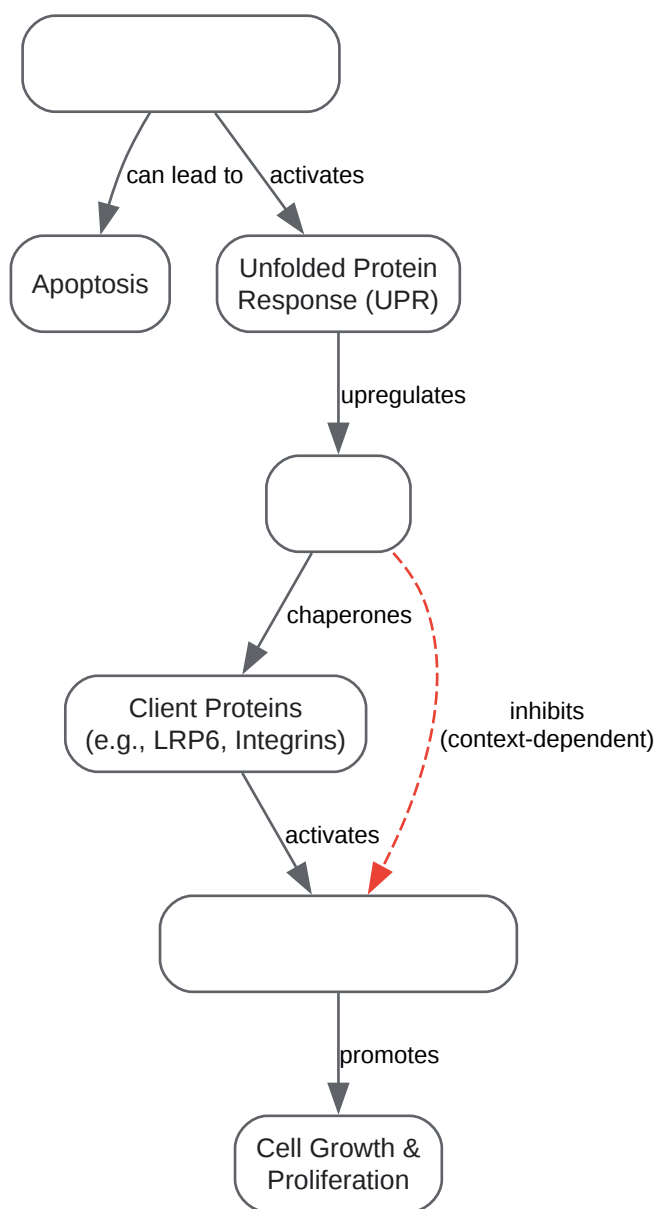 can lead to
activates
Apoptosis
Unfolded Protein
Response (UPR)
upregulates
chaperones
Client Proteins
(e.g., LRP6, Integrins)
inhibits
(context-dependent)
activates
promotes
Cell Growth &
Proliferation